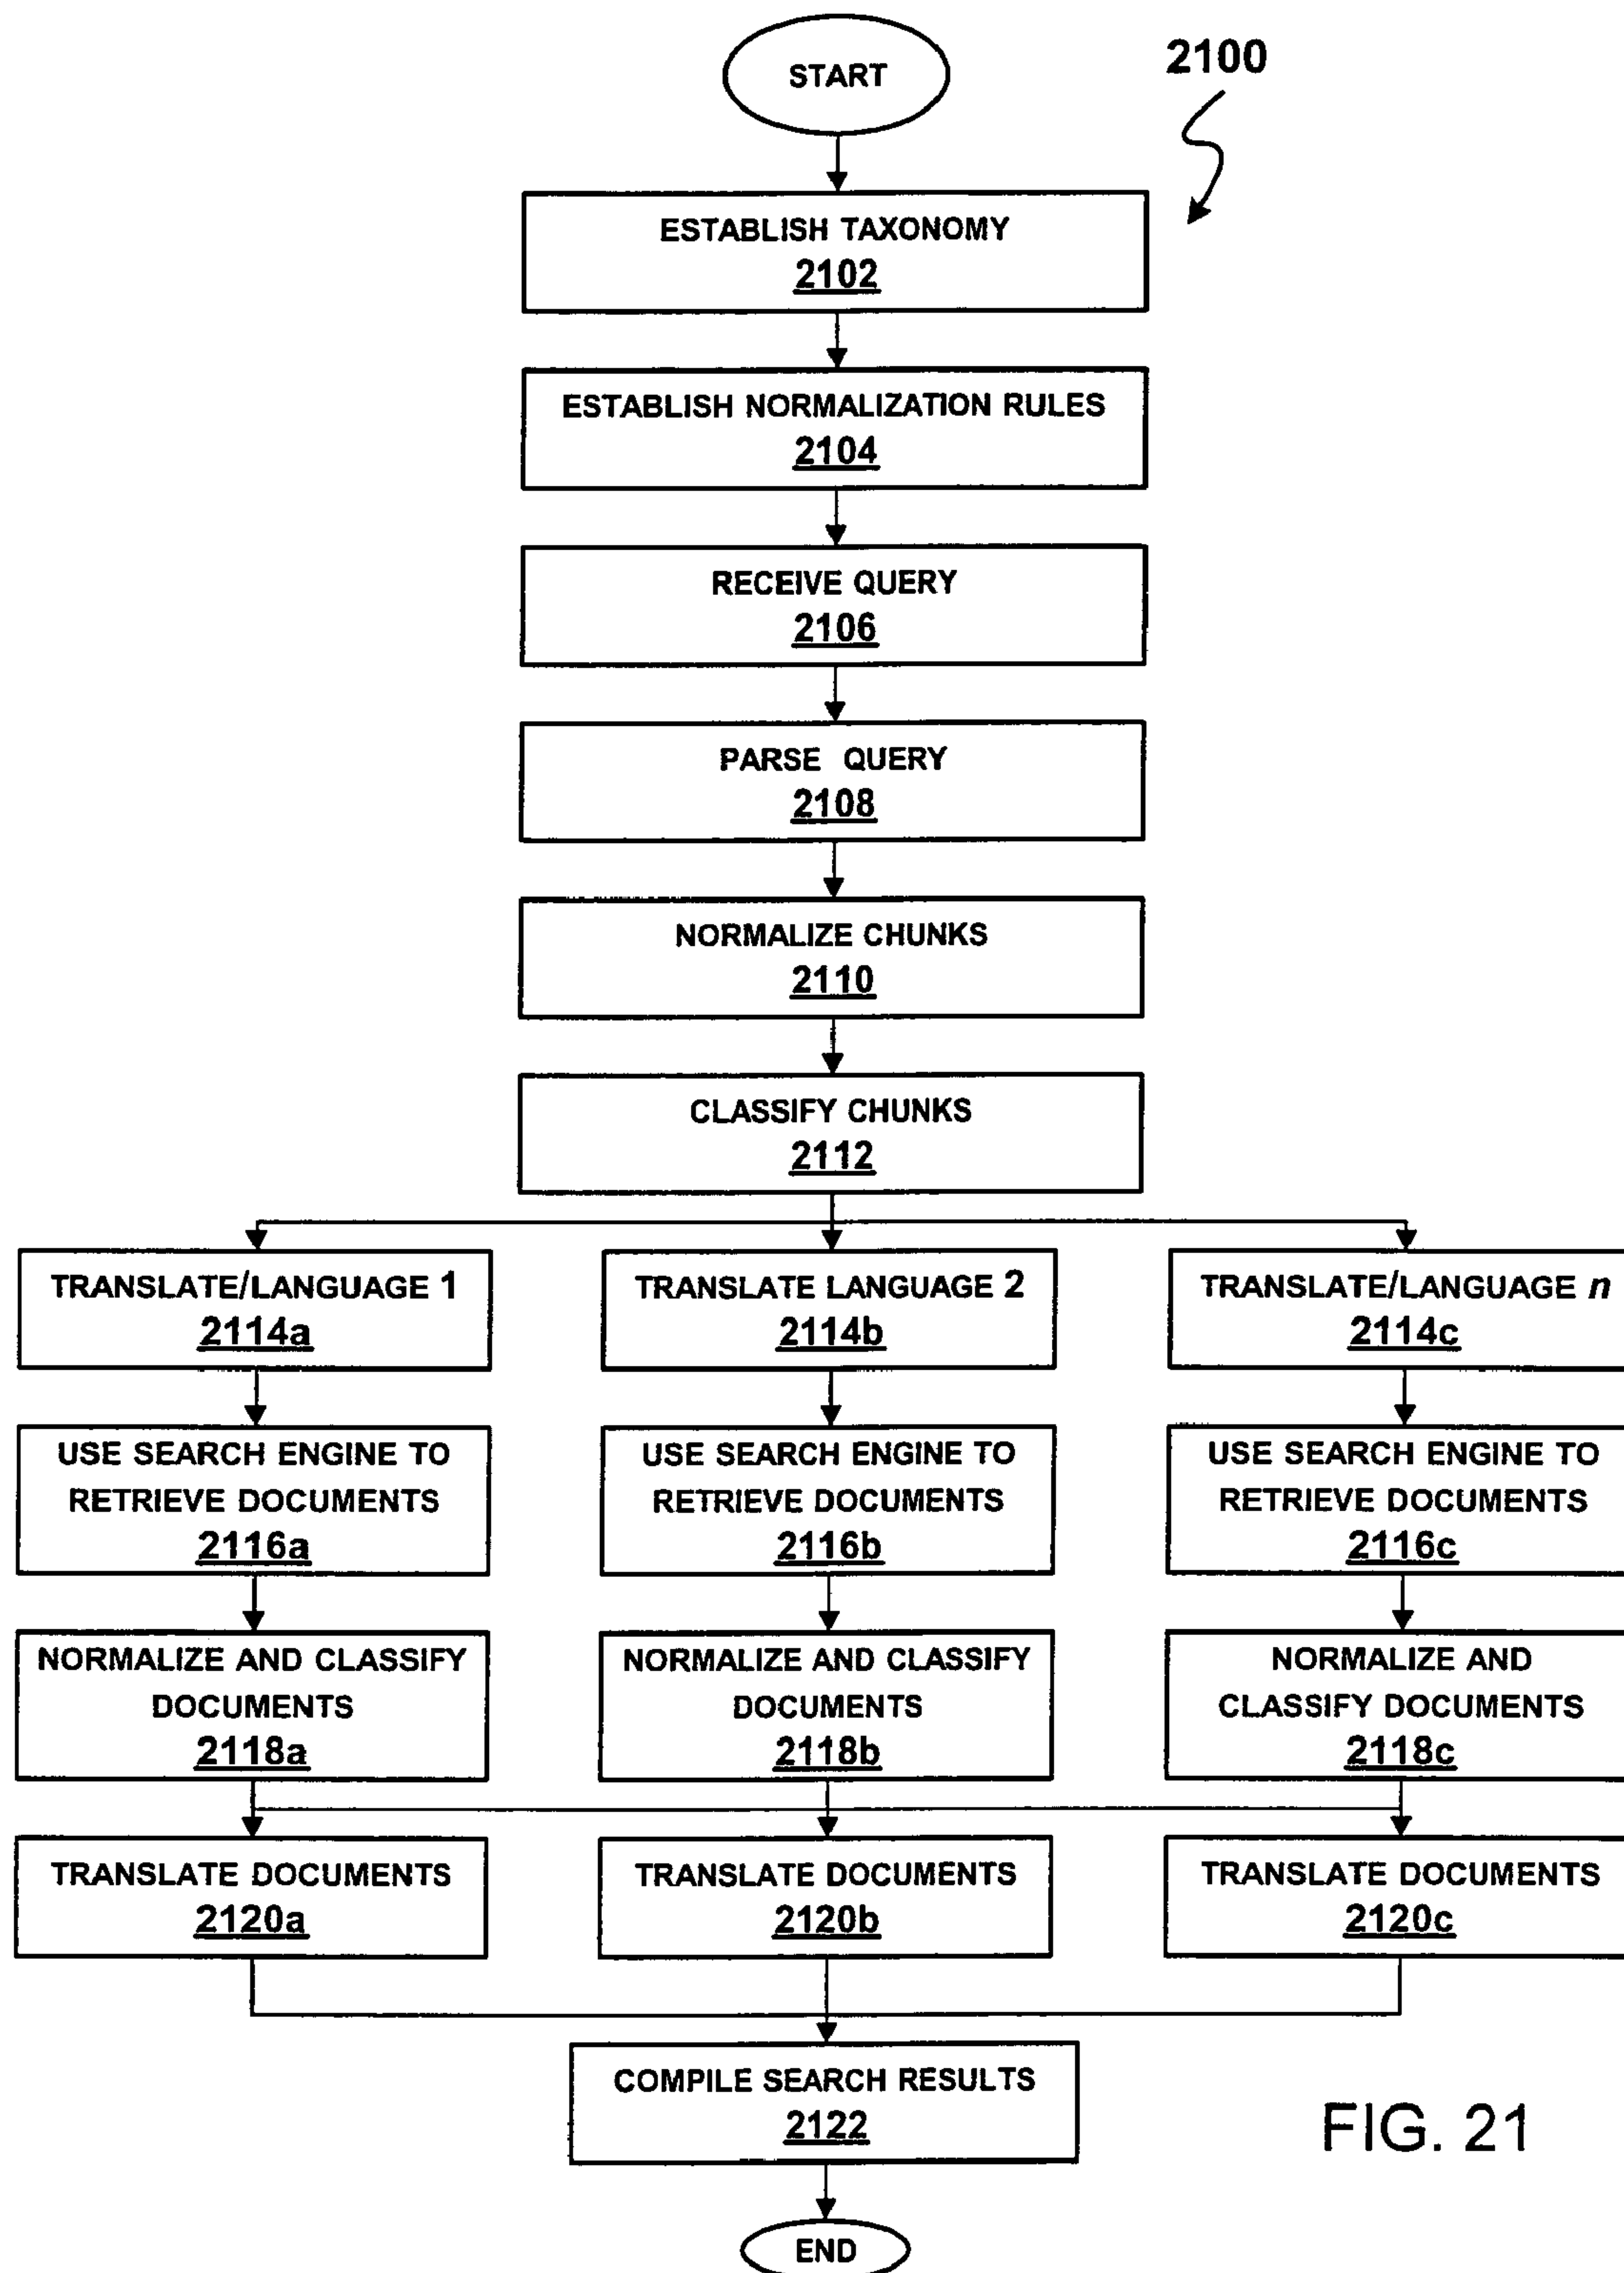 START
2100
ESTABLISH TAXONOMY
2102
ESTABLISH NORMALIZATION RULES
2104
RECEIVE QUERY
2106
PARSE QUERY
2108
NORMALIZE CHUNKS
2110
CLASSIFY CHUNKS
2112
TRANSLATE/LANGUAGE 1
2114a
TRANSLATE LANGUAGE 2
2114b
TRANSLATE/LANGUAGE n
2114c
USE SEARCH ENGINE TO
RETRIEVE DOCUMENTS
2116a
USE SEARCH ENGINE TO
RETRIEVE DOCUMENTS
2116b
USE SEARCH ENGINE TO
RETRIEVE DOCUMENTS
2116c
NORMALIZE AND CLASSIFY
DOCUMENTS
2118a
NORMALIZE AND CLASSIFY
DOCUMENTS
2118b
NORMALIZE AND
CLASSIFY DOCUMENTS
2118c
TRANSLATE DOCUMENTS
2120a
TRANSLATE DOCUMENTS
2120b
TRANSLATE DOCUMENTS
2120c
COMPILE SEARCH RESULTS
2122
FIG. 21
END